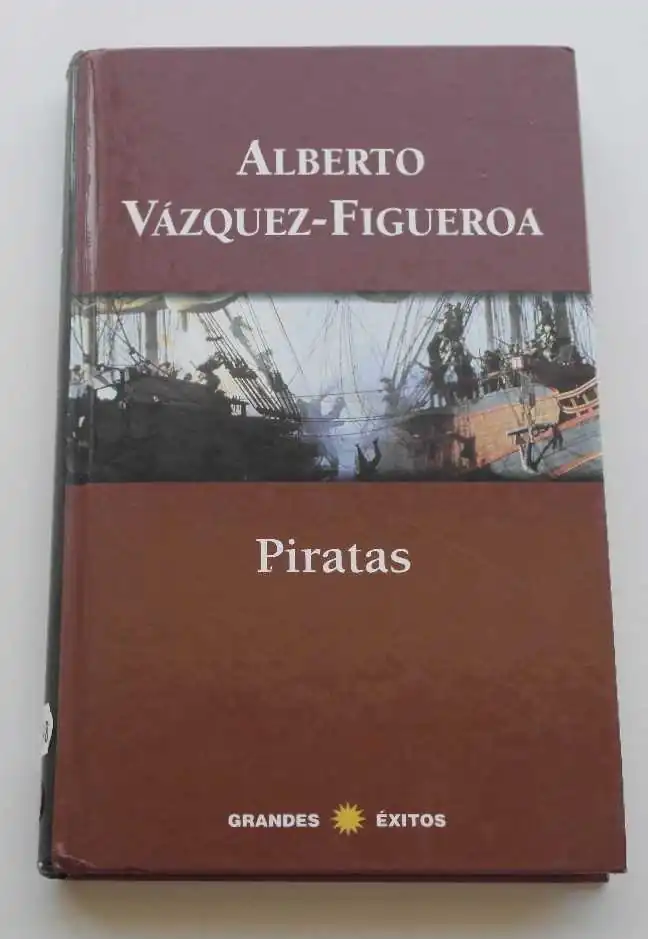 ALBERTO
VÁZQUEZ-FIGUEROA
Piratas
GRANDES ÉXITOS